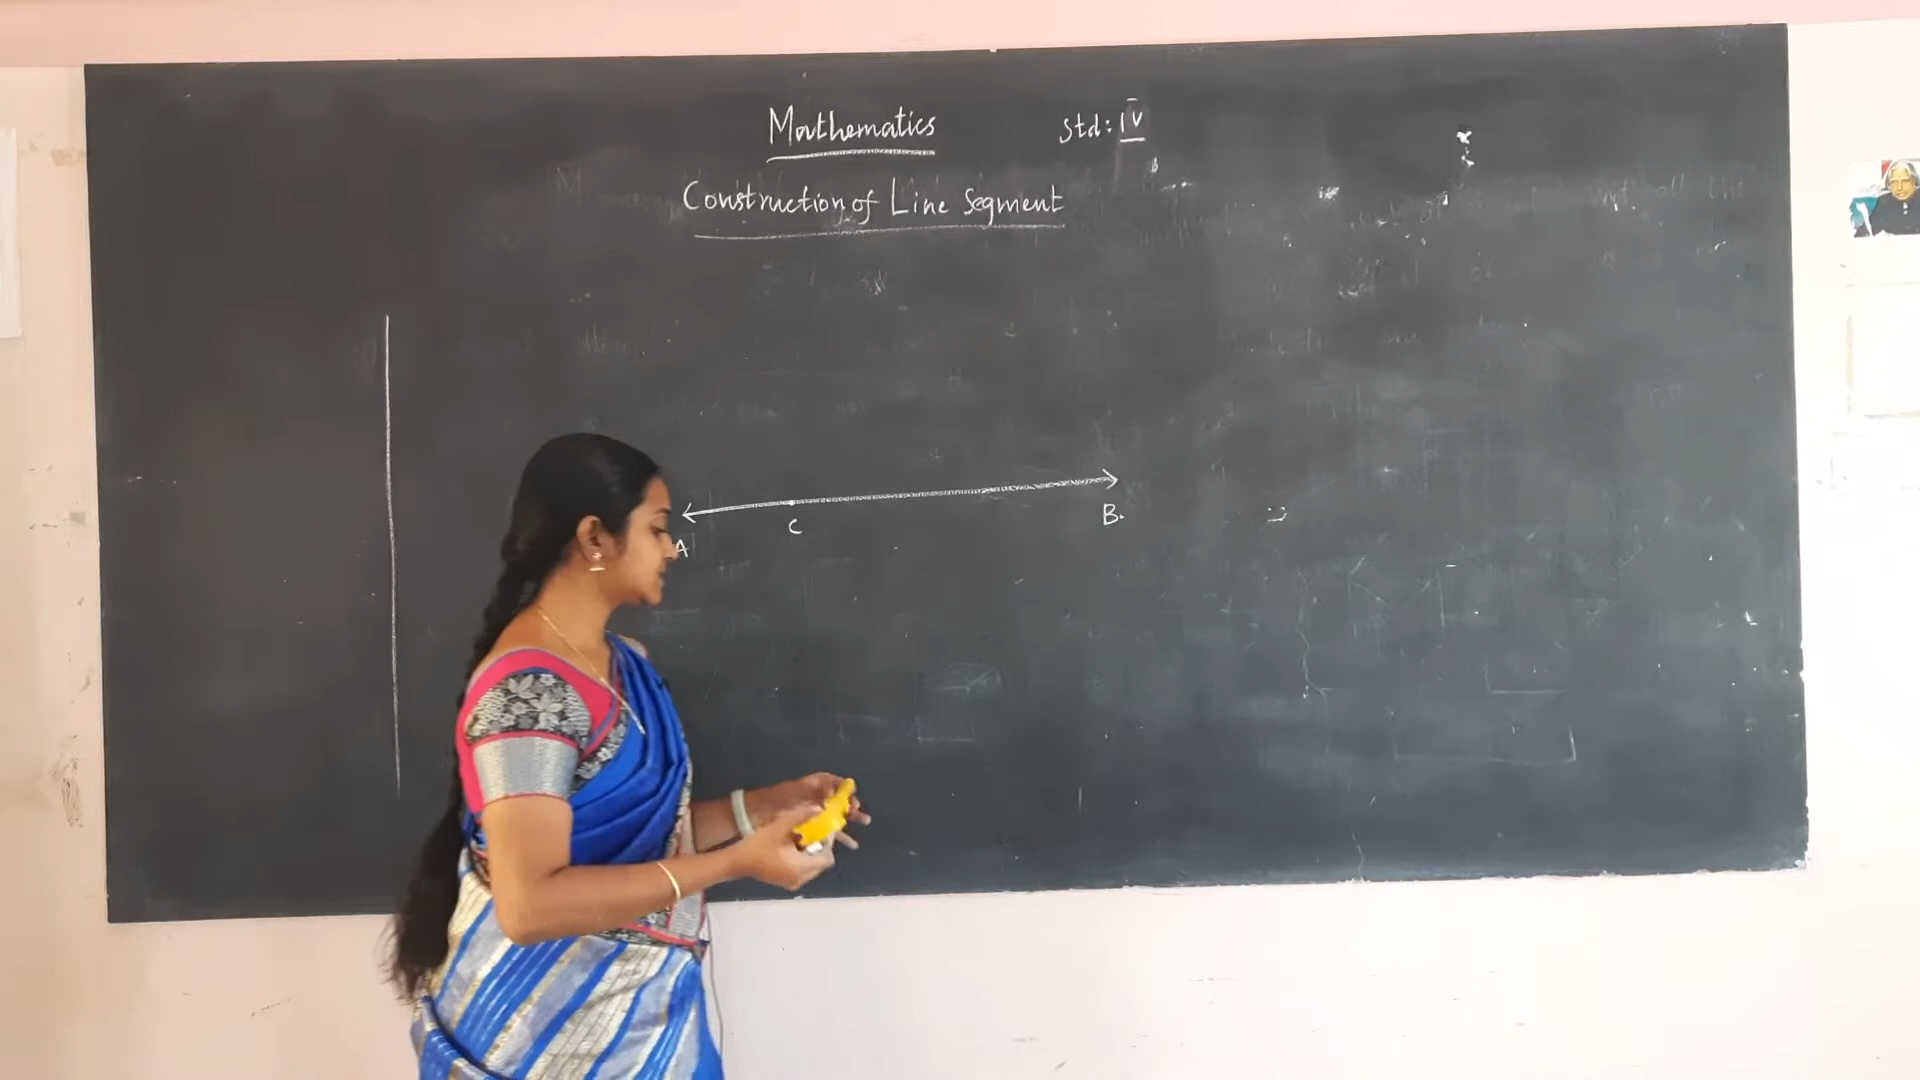 Mathematics Std: IV
Construction of Line Segment
C
B.
A